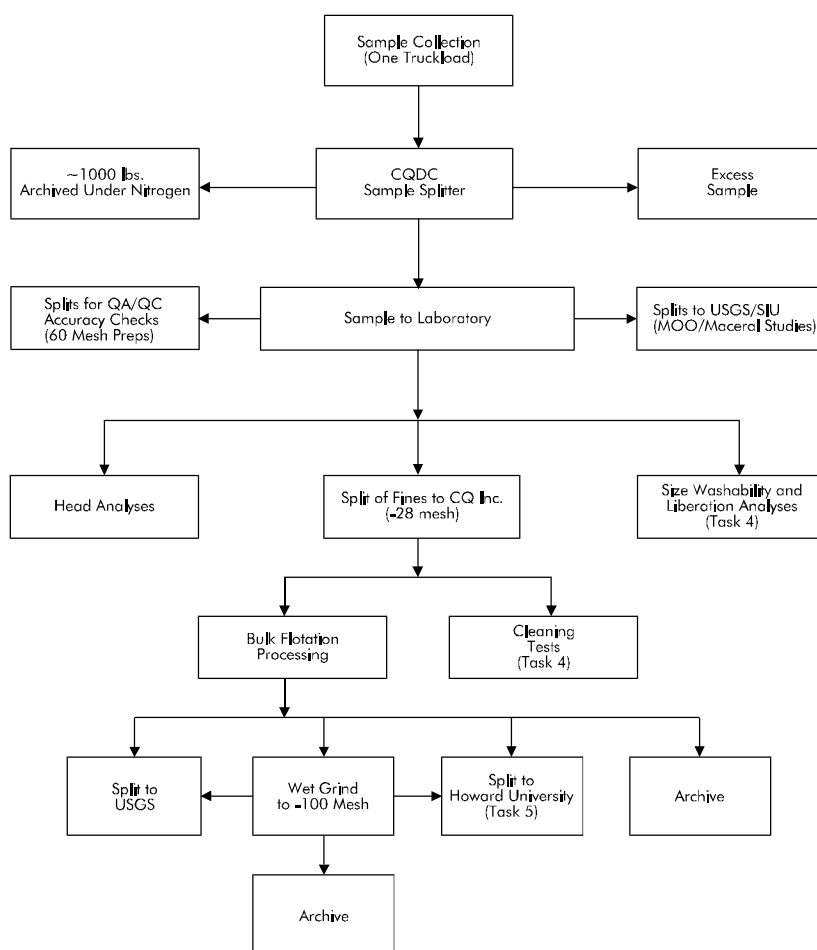 Sample Collection
(One Truckload)
~1000 lbs.
Archived Under Nitrogen
CQDC
Sample Splitter
Excess
Sample
Splits for QA/QC
Accuracy Checks
(60 Mesh Preps)
Sample to Laboratory
Splits to USGS/SIU
(MOO/Maceral Studies)
Head Analyses
Split of Fines to CQ Inc.
(-28 mesh)
Size Washability and
Liberation Analyses
(Task 4)
Bulk Flotation
Processing
Cleaning
Tests
(Task 4)
Split to
USGS
Wet Grind
to -100 Mesh
Split to
Howard University
(Task 5)
Archive
Archive